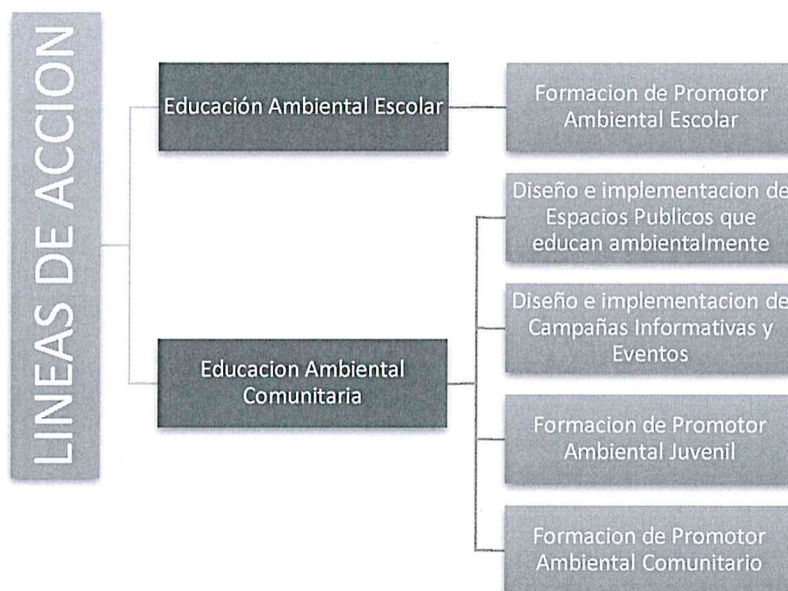 LINEAS DE ACCION
Educación Ambiental Escolar
Formacion de Promotor
Ambiental Escolar
Educacion Ambiental
Comunitaria
Diseño e implementacion de
Espacios Publicos que
educan ambientalmente
Diseño e implementacion de
Campañas Informativas y
Eventos
Formacion de Promotor
Ambiental Juvenil
Formacion de Promotor
Ambiental Comunitario